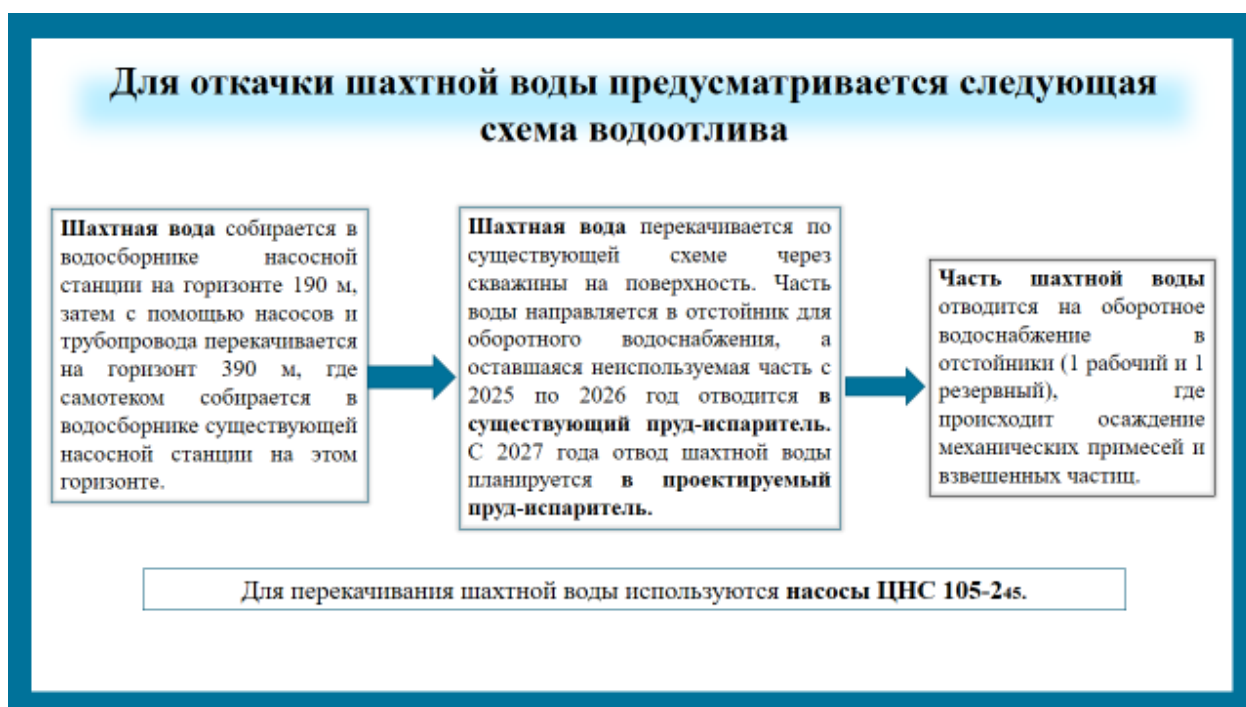 Для откачки шахтной воды предусматривается следующая
схема водоотлива
Шахтная вода собирается в
водосборнике насосной
станции на горизонте 190 м,
затем с помощью насосов и
трубопровода перекачивается
на горизонт 390 м, где
самотеком собирается в
водосборнике существующей
насосной станции на этом
горизонте.
Шахтная вода перекачивается по
существующей схеме через
скважины на поверхность. Часть
воды направляется в отстойник для
оборотного водоснабжения, а
оставшаяся неиспользуемая часть с
2025 по 2026 год отводится в
существующий пруд-испаритель.
С 2027 года отвод шахтной воды
планируется в проектируемый
пруд-испаритель.
Часть шахтной воды
отводится на оборотное
водоснабжение в
отстойники (1 рабочий и 1
резервный), где
происходит осаждение
механических примесей и
взвешенных частиц.
Для перекачивания шахтной воды используются насосы ЦНС 105-245.